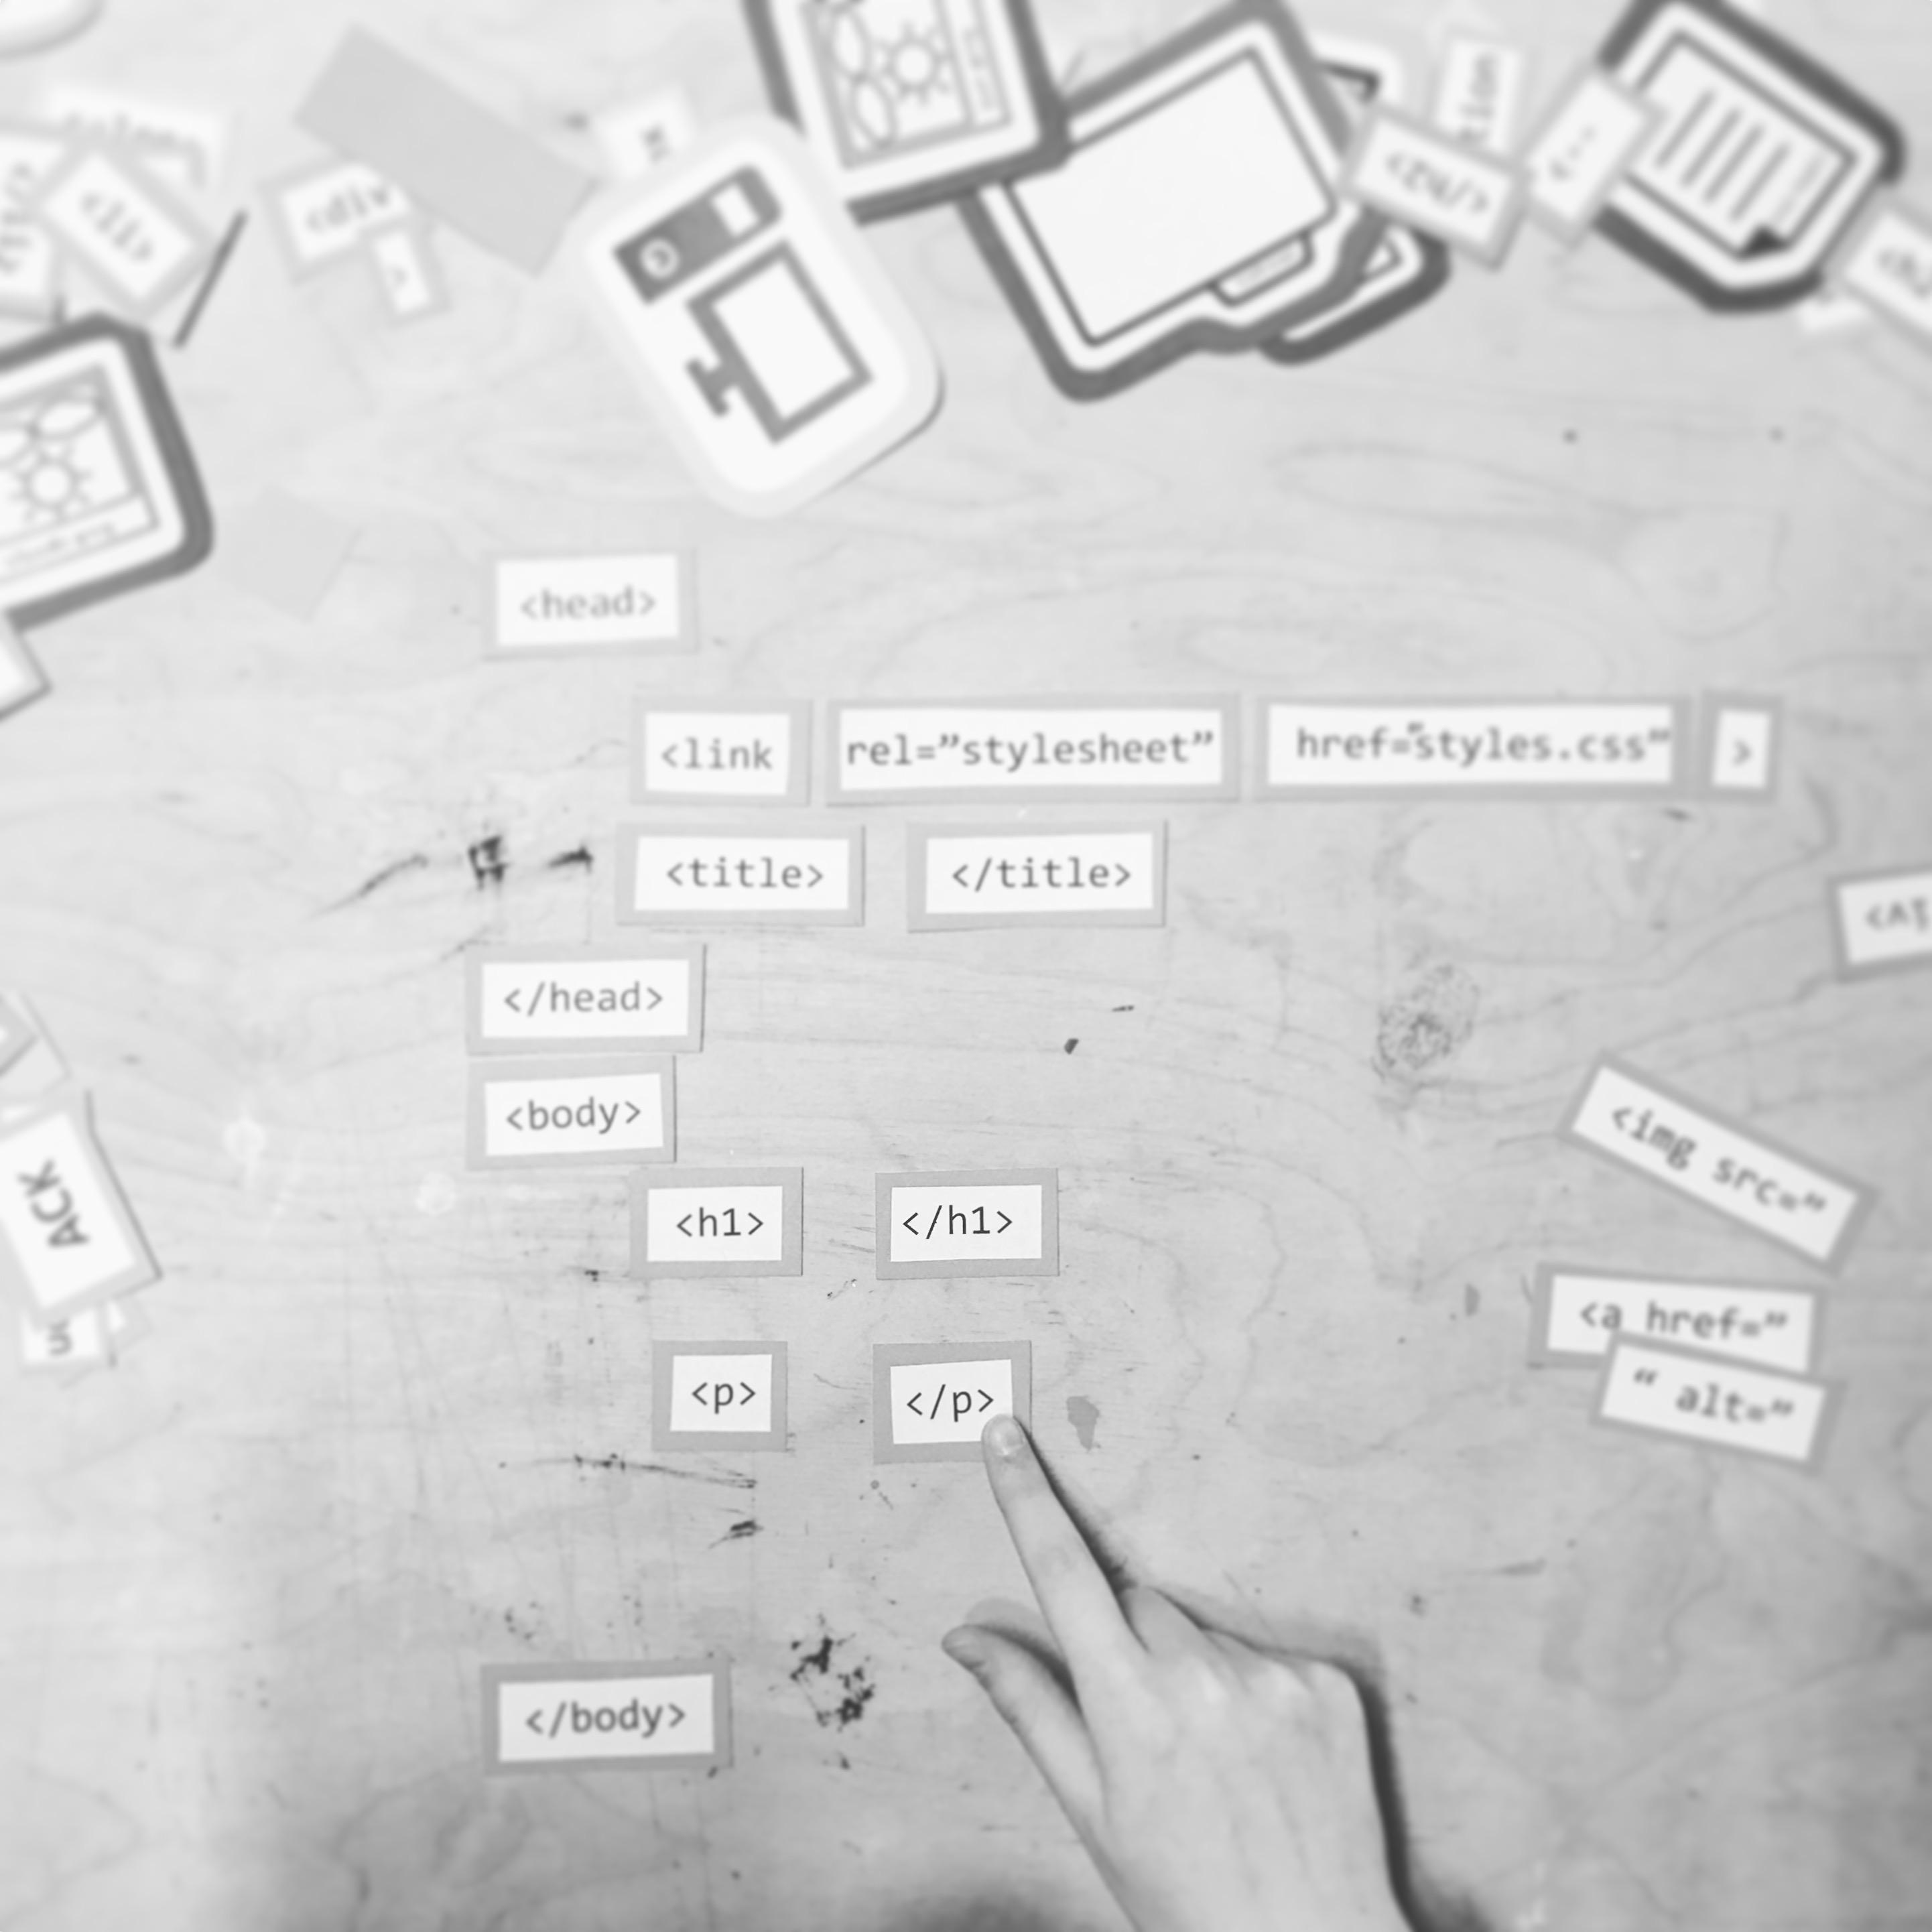 <li>
<div
>
<head>
<link rel=”stylesheet” href=”styles.css” >
<title> </title>
</head>
<body>
<h1> </h1>
<img src=”
<p> </p>
<a href=”
“ alt=”
ACK
</body>